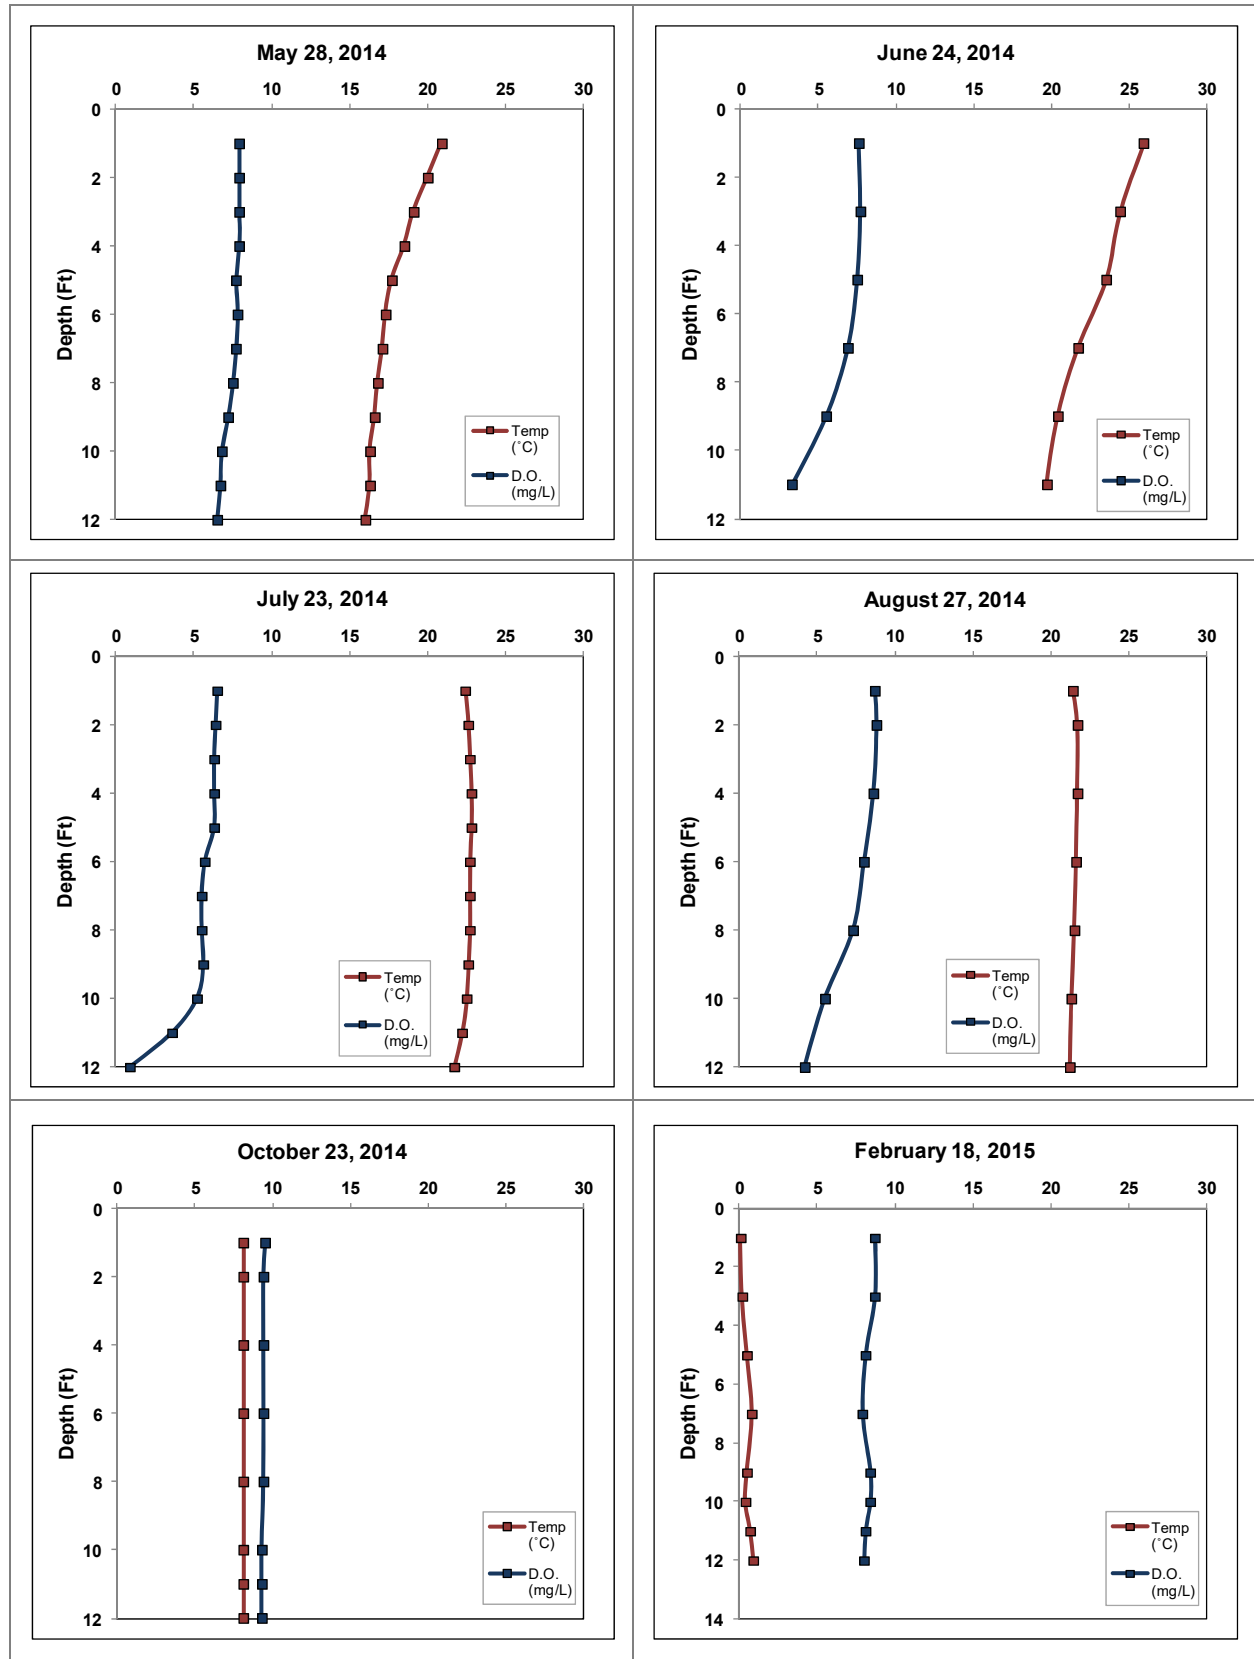 May 28, 2014
0 5 10 15 20 25 30
0
2
4
6
8
10
12
Depth (Ft)
Temp
(˚C)
D.O.
(mg/L)
June 24, 2014
0 5 10 15 20 25 30
0
2
4
6
8
10
12
Depth (Ft)
Temp
(˚C)
D.O.
(mg/L)
July 23, 2014
0 5 10 15 20 25 30
0
2
4
6
8
10
12
Depth (Ft)
Temp
(˚C)
D.O.
(mg/L)
August 27, 2014
0 5 10 15 20 25 30
0
2
4
6
8
10
12
Depth (Ft)
Temp
(˚C)
D.O.
(mg/L)
October 23, 2014
0 5 10 15 20 25 30
0
2
4
6
8
10
12
Depth (Ft)
Temp
(˚C)
D.O.
(mg/L)
February 18, 2015
0 5 10 15 20 25 30
0
2
4
6
8
10
12
14
Depth (Ft)
Temp
(˚C)
D.O.
(mg/L)